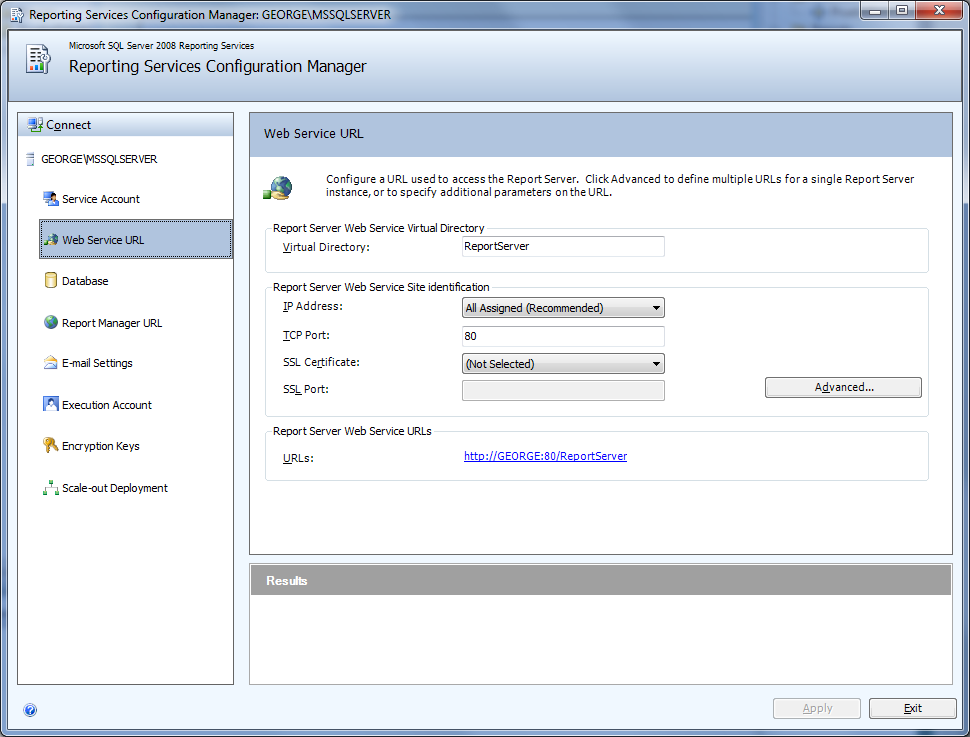 Reporting Services Configuration Manager: GEORGE\MSSQLSERVER
Microsoft SQL Server 2008 Reporting Services
Reporting Services Configuration Manager
Connect
GEORGE\MSSQLSERVER
Service Account
Web Service URL
Database
Report Manager URL
E-mail Settings
Execution Account
Encryption Keys
Scale-out Deployment
Web Service URL
Configure a URL used to access the Report Server. Click Advanced to define multiple URLs for a single Report Server
instance, or to specify additional parameters on the URL.
Report Server Web Service Virtual Directory
Virtual Directory: ReportServer
Report Server Web Service Site identification
IP Address: All Assigned (Recommended)
TCP Port: 80
SSL Certificate: (Not Selected)
SSL Port:
Advanced...
Report Server Web Service URLs
URLs: http://GEORGE:80/ReportServer
Results
Apply
Exit